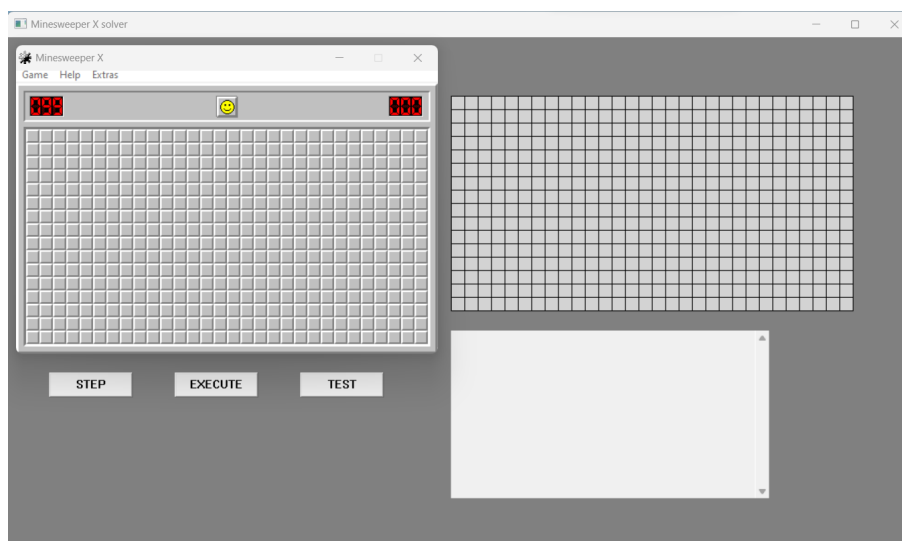 Minesweeper X solver
Minesweeper X
Game Help Extras
099 000
STEP EXECUTE TEST